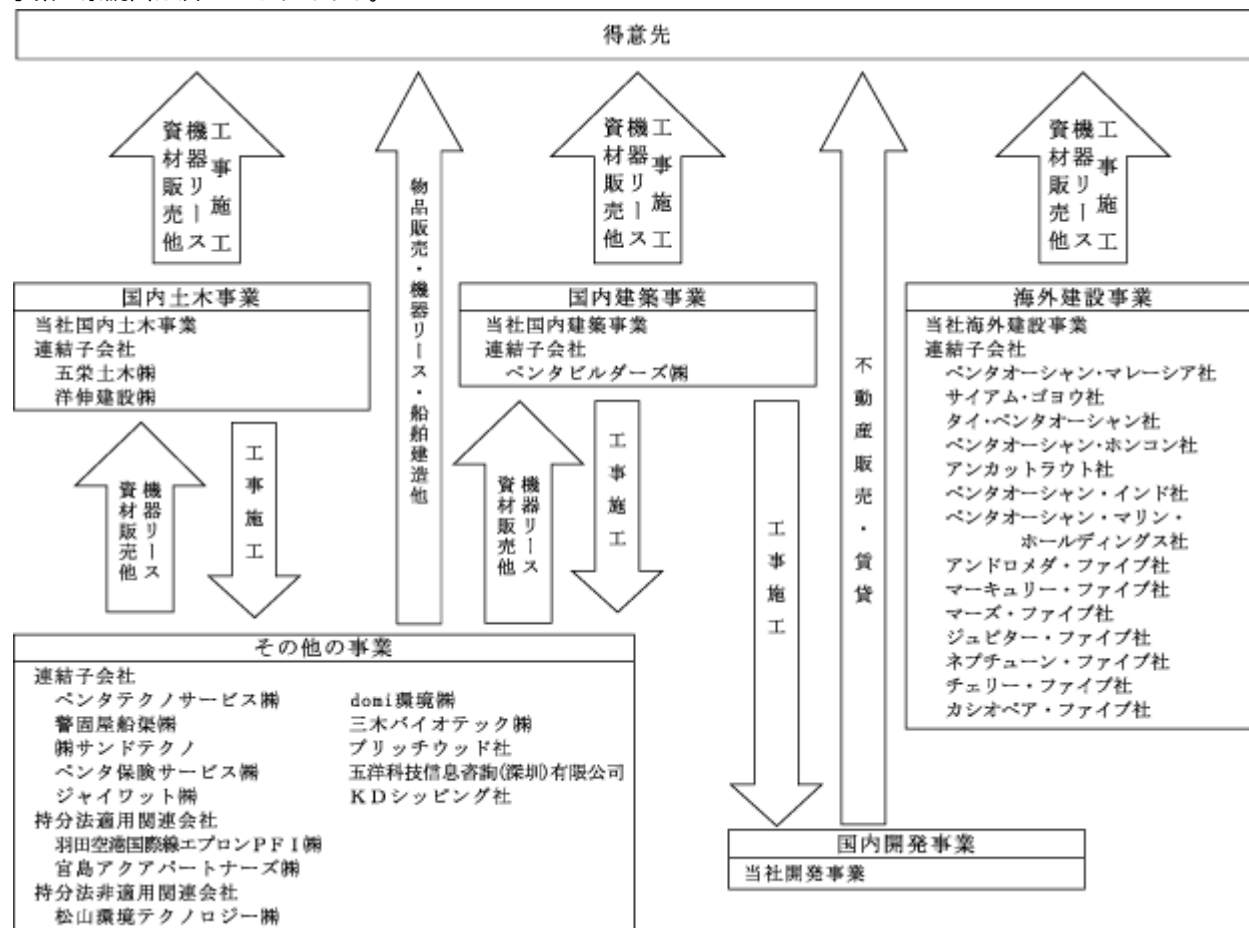 得意先
工事施工
機器リース
資材販売他
物品販売・機器リース・船舶建造他
工事施工
機器リース
資材販売他
不動産販売・賃貸
工事施工
機器リース
資材販売他
国内土木事業
当社国内土木事業
連結子会社
五栄土木㈱
洋伸建設㈱
国内建築事業
当社国内建築事業
連結子会社
ペンタビルダーズ㈱
海外建設事業
当社海外建設事業
連結子会社
ペンタオーシャン・マレーシア社
サイアム・ゴヨウ社
タイ・ペンタオーシャン社
ペンタオーシャン・ホンコン社
アンカットラウト社
ペンタオーシャン・インド社
ペンタオーシャン・マリン・
ホールディングス社
アンドロメダ・ファイブ社
マーキュリー・ファイブ社
マーズ・ファイブ社
ジュピター・ファイブ社
ネプチューン・ファイブ社
チェリー・ファイブ社
カシオペア・ファイブ社
機器リース
資材販売他
工事施工
機器リース
資材販売他
工事施工
工事施工
その他の事業
連結子会社
ペンタテクノサービス㈱
警固屋船渠㈱
㈱サンドテクノ
ペンタ保険サービス㈱
ジャイワット㈱
domi環境㈱
三木バイオテック㈱
ブリッチウッド社
五洋科技信息咨詢(深圳)有限公司
KDシッピング社
持分法適用関連会社
羽田空港国際線エプロンPFI㈱
宮島アクアパートナーズ㈱
持分法非適用関連会社
松山環境テクノロジー㈱
国内開発事業
当社開発事業